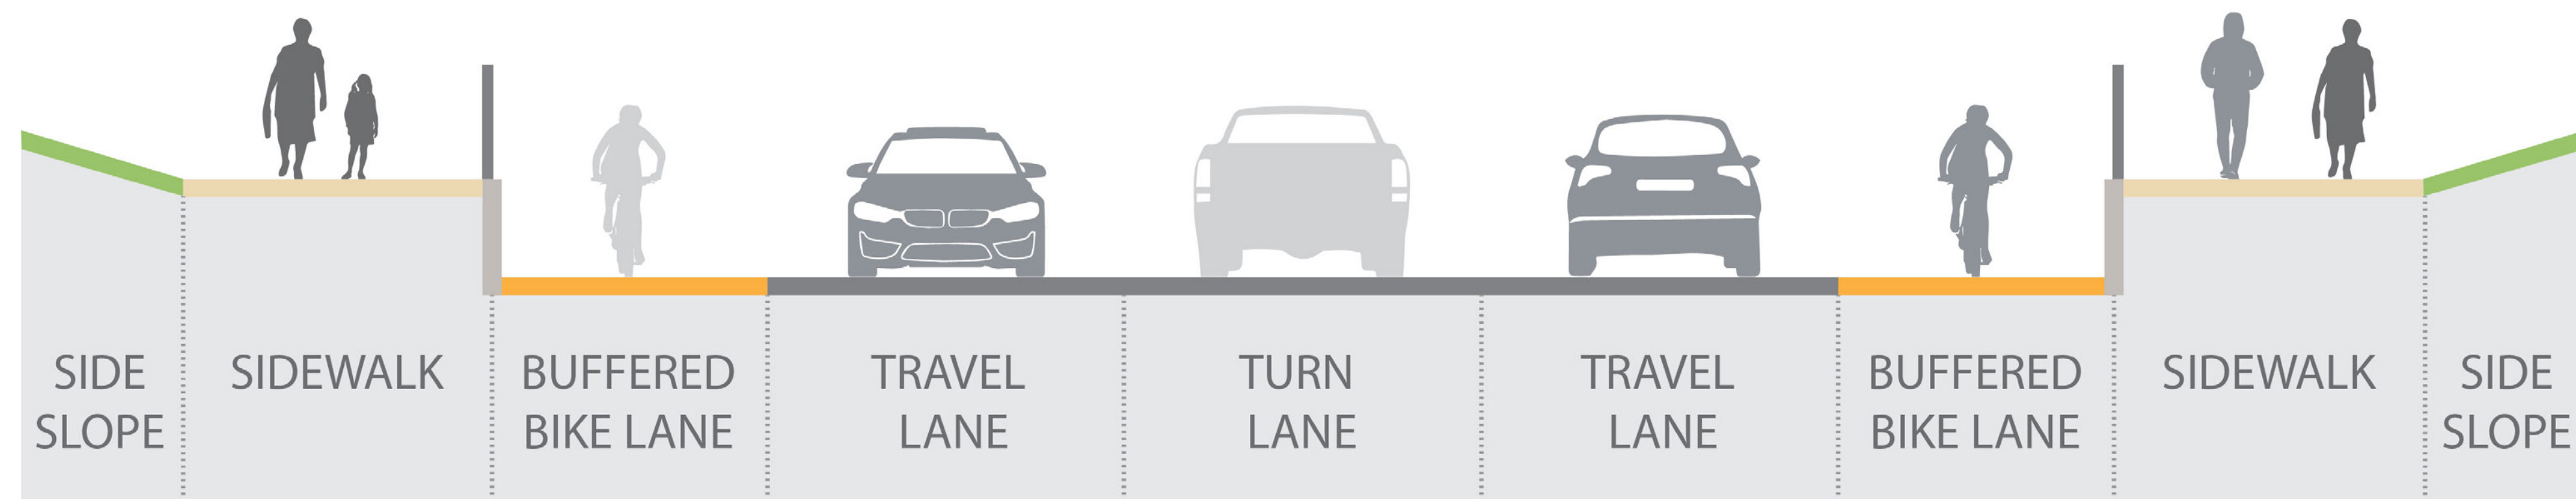 SIDE
SLOPE
SIDEWALK
BUFFERED
BIKE LANE
TRAVEL
LANE
TURN
LANE
TRAVEL
LANE
BUFFERED
BIKE LANE
SIDEWALK
SIDE
SLOPE